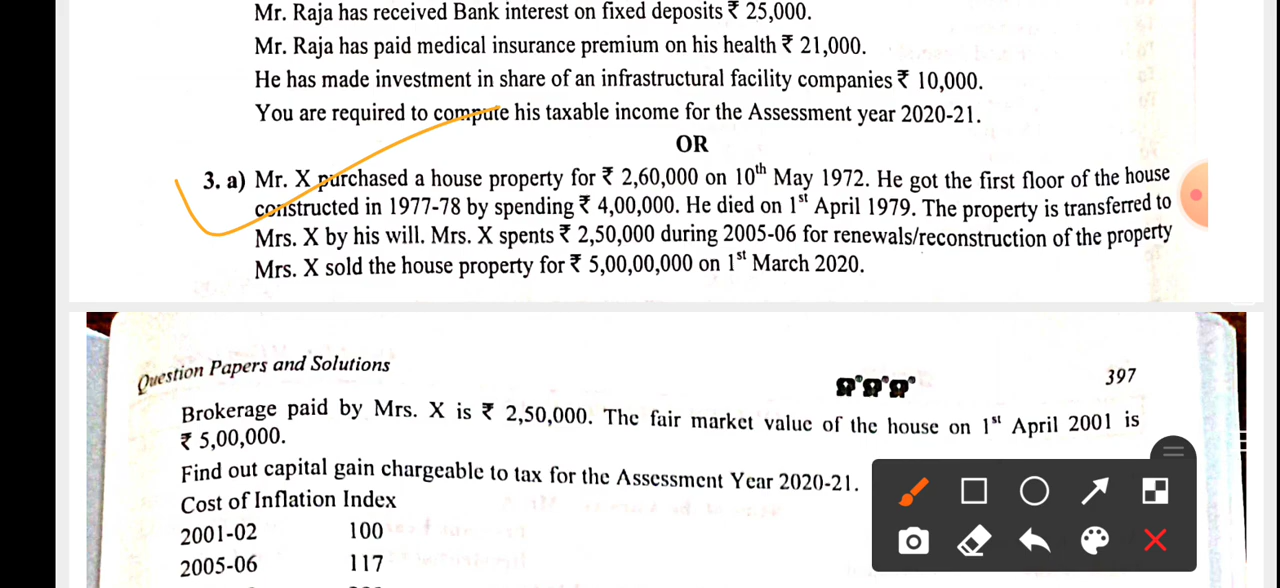 Mr. Raja has received Bank interest on fixed deposits ₹ 25,000.
Mr. Raja has paid medical insurance premium on his health ₹ 21,000.
He has made investment in share of an infrastructural facility companies ₹ 10,000.
You are required to compute his taxable income for the Assessment year 2020-21.
OR
3. a) Mr. X purchased a house property for ₹ 2,60,000 on 10th May 1972. He got the first floor of the house
constructed in 1977-78 by spending ₹ 4,00,000. He died on 1st April 1979. The property is transferred to
Mrs. X by his will. Mrs. X spents ₹ 2,50,000 during 2005-06 for renewals/reconstruction of the property
Mrs. X sold the house property for ₹ 5,00,00,000 on 1st March 2020.
Question Papers and Solutions
397
Brokerage paid by Mrs. X is ₹ 2,50,000. The fair market value of the house on 1st April 2001 is
₹ 5,00,000.
Find out capital gain chargeable to tax for the Assessment Year 2020-21.
Cost of Inflation Index
2001-02 100
2005-06 117